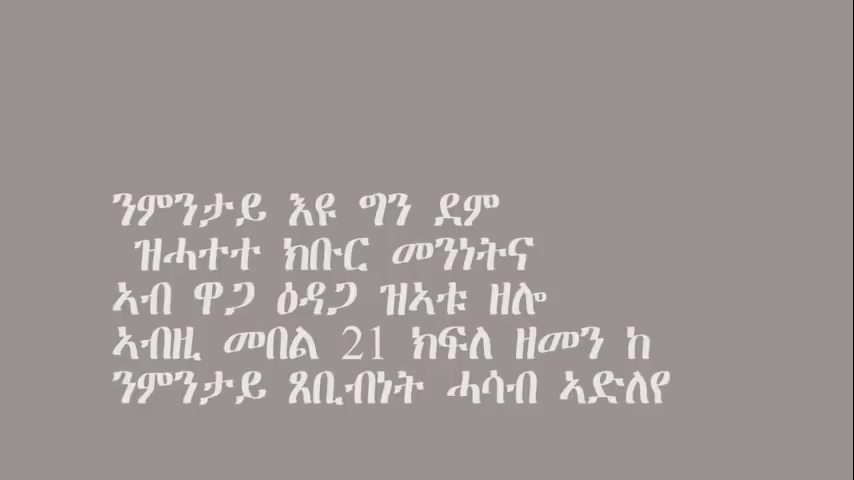 ንምንታይ እዩ ግን ደም
ዝሓተተ ክቡር መንነትና
ኣብ ዋጋ ዕዳጋ ዝኣቱ ዘሎ
ኣብዚ መበል 21 ክፍለ ዘመን ከ
ንምንታይ ጸቢብነት ሓሳብ ኣድለየ